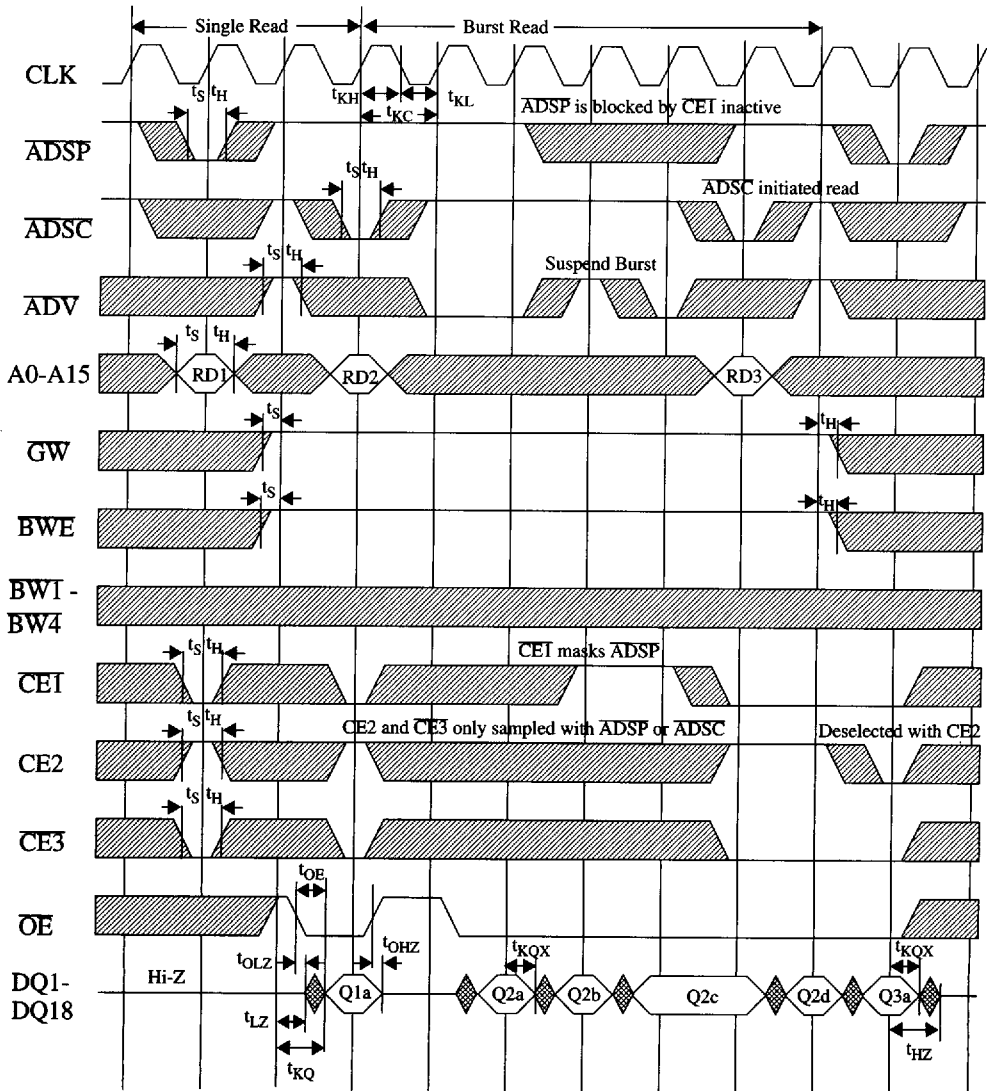 Single Read Burst Read
CLK
tS tH
tKH tKL
tKC
ADSP is blocked by CE1 inactive
ADSP
tS tH
ADSC initiated read
ADSC
tS tH
Suspend Burst
ADV
tS tH
A0-A15 RD1 RD2 RD3
tS tH
GW
tS tH
BWE
BW1 -
BW4
tS tH
CE1 masks ADSP
CE1
tS tH
CE2 and CE3 only sampled with ADSP or ADSC
Deselected with CE2
CE2
tS tH
CE3
tOE
OE
tOHZ
tOLZ
tKQX tKQX
Hi-Z
DQ1-
DQ18
Q1a Q2a Q2b Q2c Q2d Q3a
tLZ
tHZ
tKQ